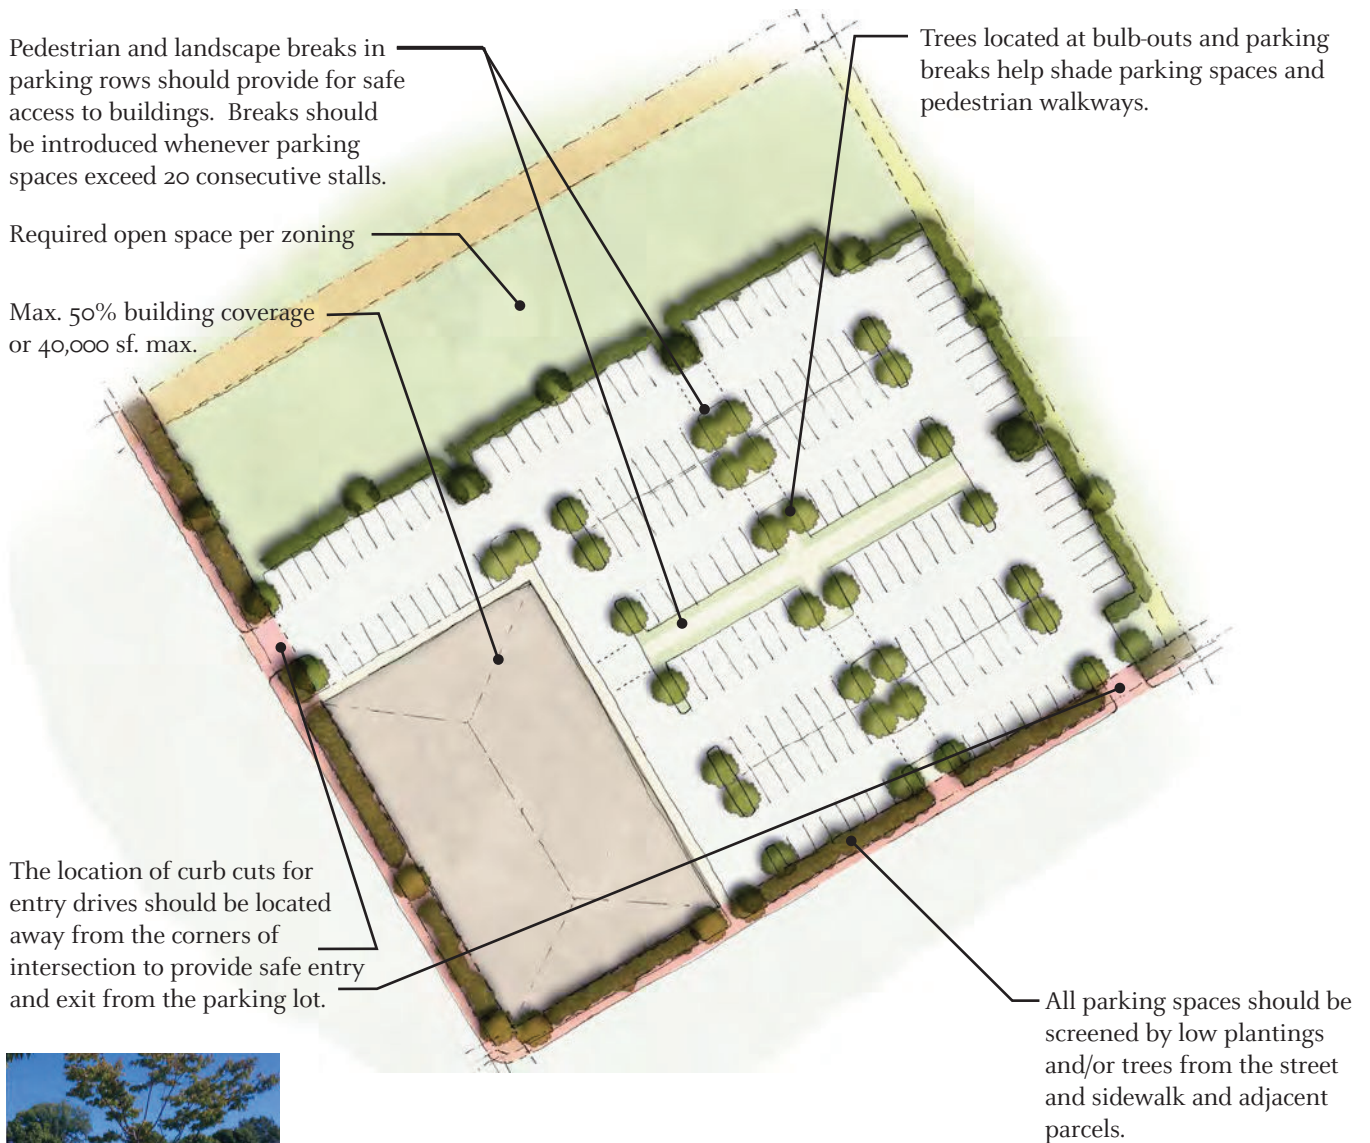 Pedestrian and landscape breaks in
parking rows should provide for safe
access to buildings.  Breaks should
be introduced whenever parking
spaces exceed 20 consecutive stalls.
Required open space per zoning
Max. 50% building coverage
or 40,000 sf. max.
The location of curb cuts for
entry drives should be located
away from the corners of
intersection to provide safe entry
and exit from the parking lot.
Trees located at bulb-outs and parking
breaks help shade parking spaces and
pedestrian walkways.
All parking spaces should be
screened by low plantings
and/or trees from the street
and sidewalk and adjacent
parcels.